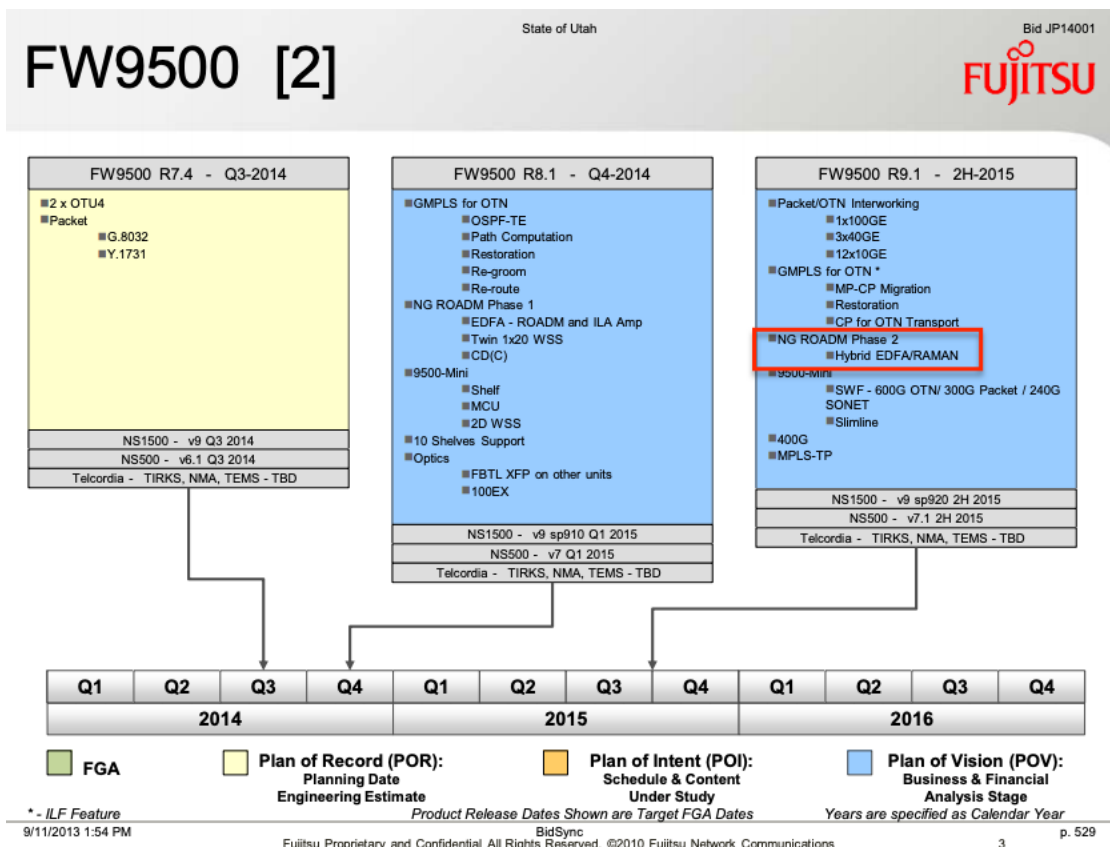 State of Utah
Bid JP14001
FW9500 [2]
FUJITSU
FW9500 R7.4 - Q3-2014
2 x OTU4
Packet
G.8032
Y.1731
NS1500 - v9 Q3 2014
NS500 - v6.1 Q3 2014
Telcordia - TIRKS, NMA, TEMS - TBD
FW9500 R8.1 - Q4-2014
GMPLS for OTN
OSPF-TE
Path Computation
Restoration
Re-groom
Re-route
NG ROADM Phase 1
EDFA - ROADM and ILA Amp
Twin 1x20 WSS
CD(C)
9500-Mini
Shelf
MCU
2D WSS
10 Shelves Support
Optics
FBTL XFP on other units
100EX
NS1500 - v9 sp910 Q1 2015
NS500 - v7 Q1 2015
Telcordia - TIRKS, NMA, TEMS - TBD
FW9500 R9.1 - 2H-2015
Packet/OTN Interworking
1x100GE
3x40GE
12x10GE
GMPLS for OTN *
MP-CP Migration
Restoration
CP for OTN Transport
NG ROADM Phase 2
Hybrid EDFA/RAMAN
9500-Mini
SWF - 600G OTN/ 300G Packet / 240G
SONET
Slimline
400G
MPLS-TP
NS1500 - v9 sp920 2H 2015
NS500 - v7.1 2H 2015
Telcordia - TIRKS, NMA, TEMS - TBD
Q1 Q2 Q3 Q4 Q1 Q2 Q3 Q4 Q1 Q2 Q3 Q4
2014 2015 2016
FGA
Plan of Record (POR):
Planning Date
Engineering Estimate
Plan of Intent (POI):
Schedule & Content
Under Study
Plan of Vision (POV):
Business & Financial
Analysis Stage
* - ILF Feature
Product Release Dates Shown are Target FGA Dates
Years are specified as Calendar Year
9/11/2013 1:54 PM
BidSync
p. 529
Fujitsu Proprietary and Confidential All Rights Reserved. ©2010 Fujitsu Network Communications
3